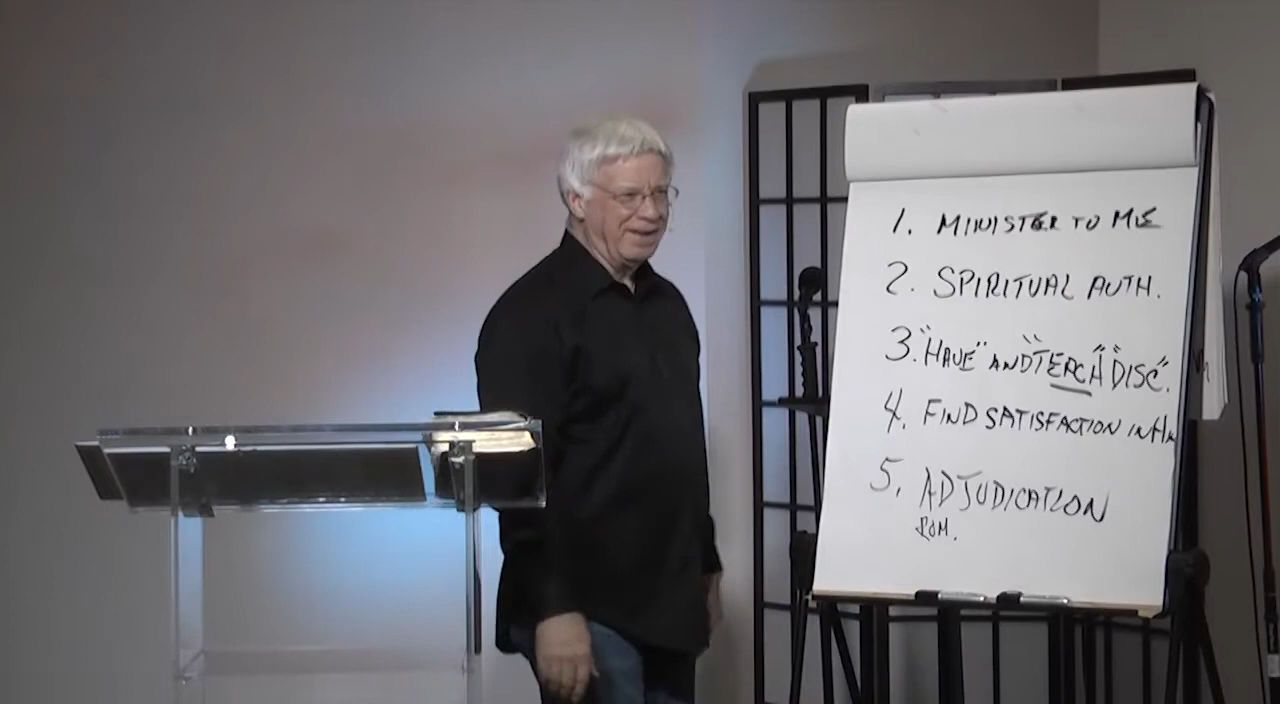 1. MINISTER TO ME
2. SPIRITUAL AUTH.
3. "HAVE" AND "TEACH" "DISC".
4. FIND SATISFACTION IN HIM
5. ADJUDICATION
ROM.